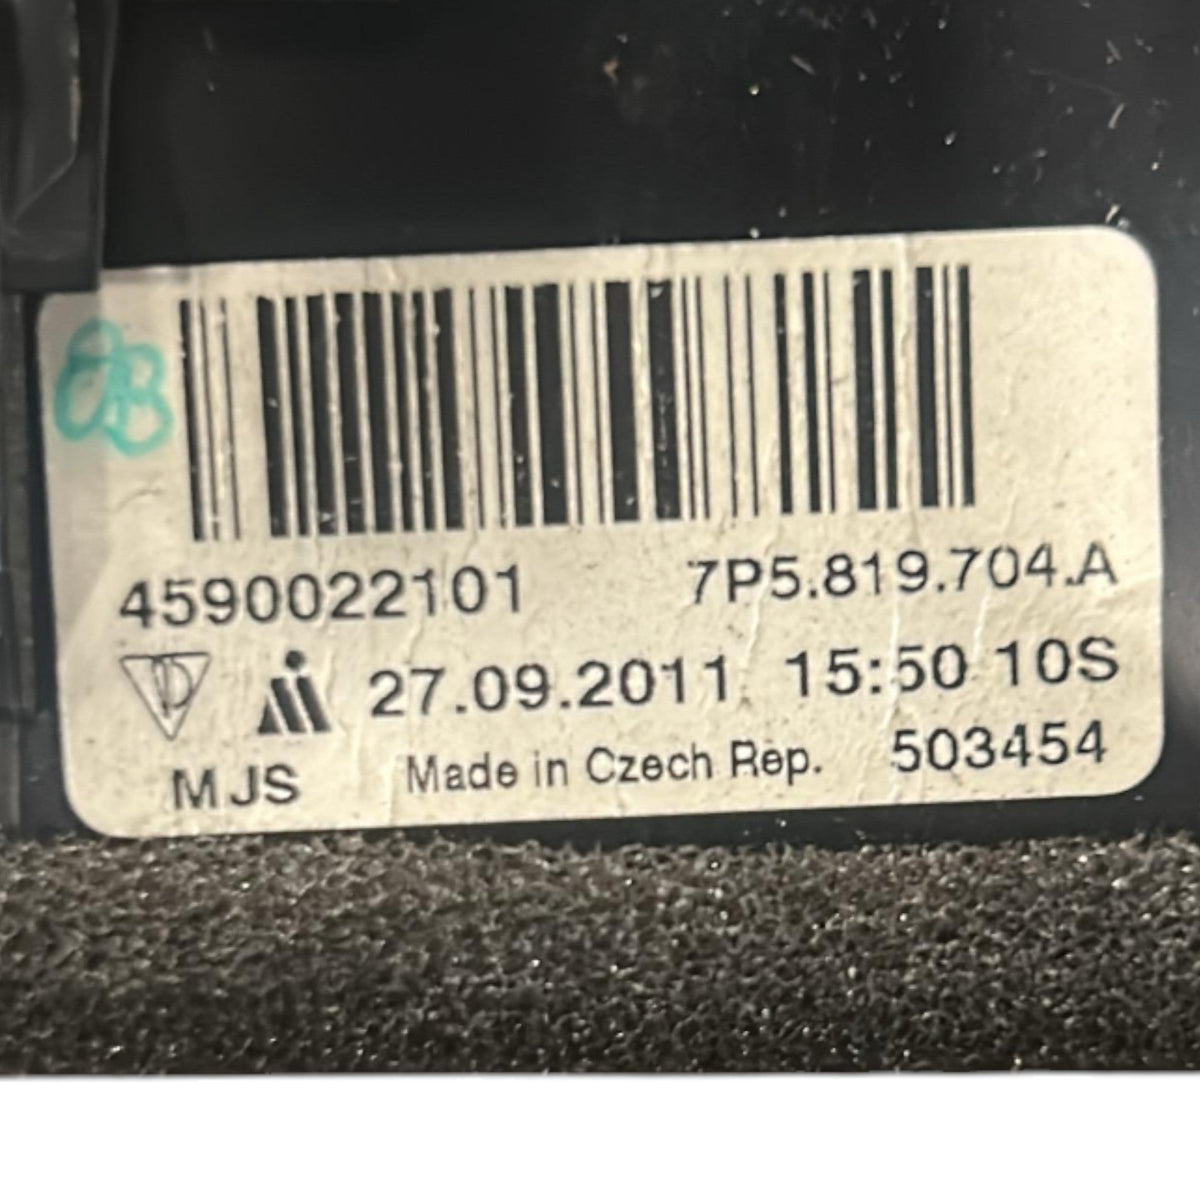 4590022101 7P5.819.704.A
27.09.2011 15:50 10S
MJS Made in Czech Rep. 503454